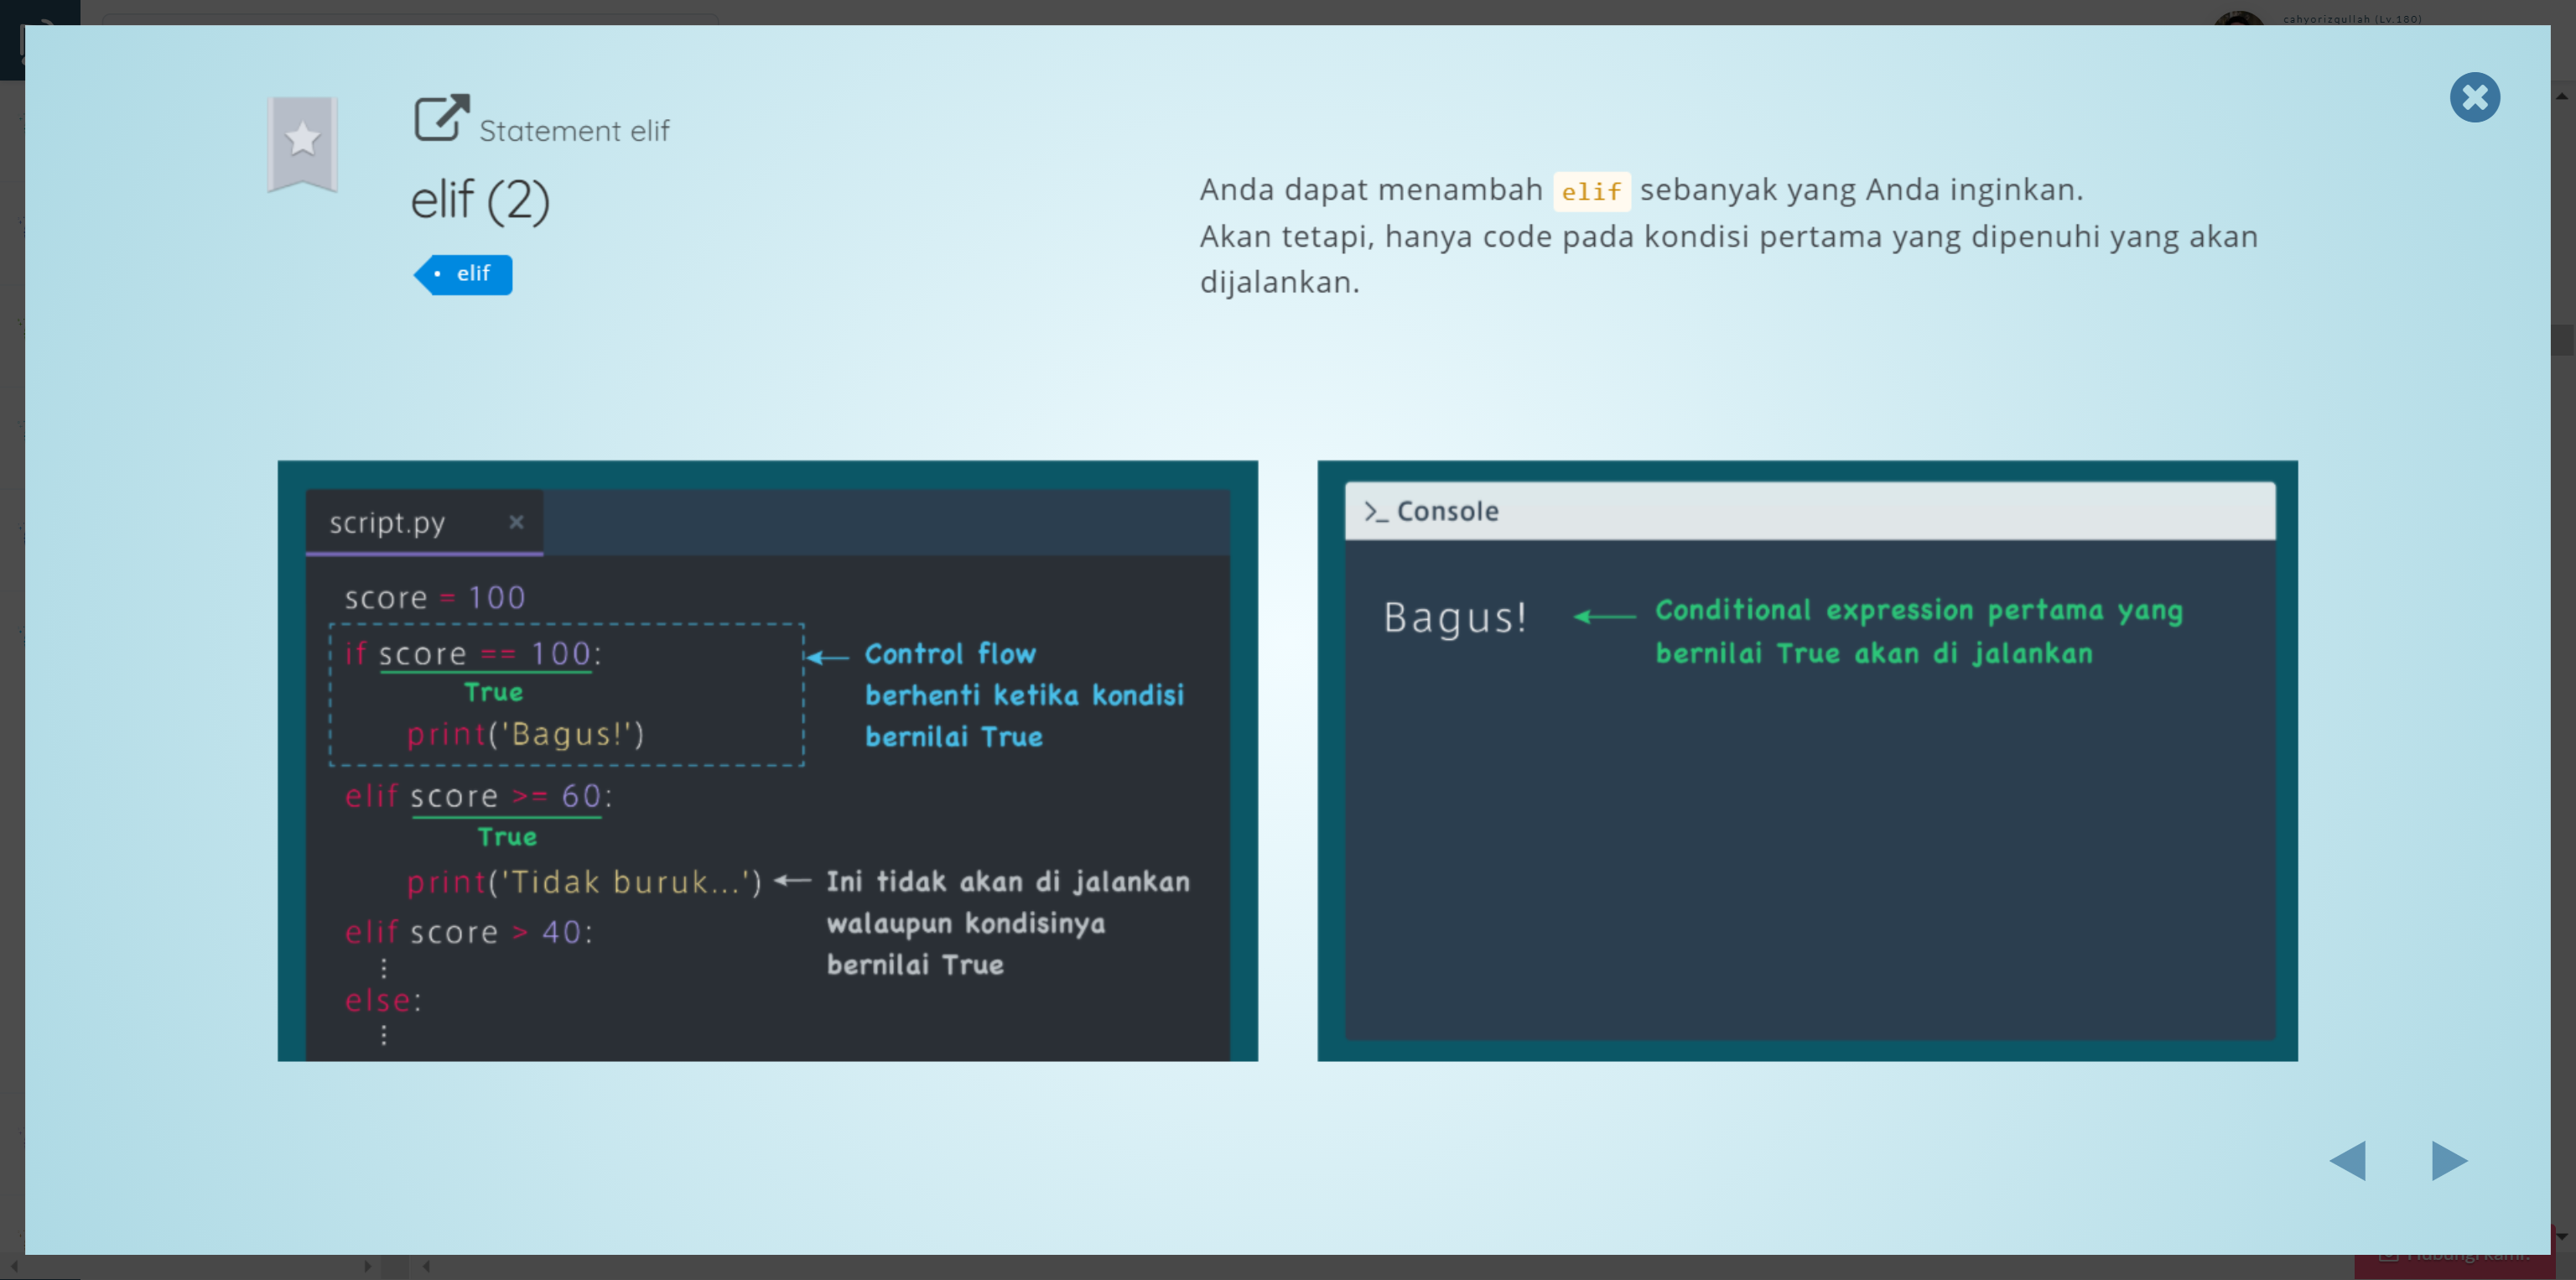 cahyorizqullah (Lv.180)
Statement elif
elif (2)
elif
Anda dapat menambah elif sebanyak yang Anda inginkan.
Akan tetapi, hanya code pada kondisi pertama yang dipenuhi yang akan
dijalankan.
script.py
score = 100
if score == 100:
True
print('Bagus!')
Control flow
berhenti ketika kondisi
bernilai True
elif score >= 60:
True
print('Tidak buruk...')
Ini tidak akan di jalankan
walaupun kondisinya
bernilai True
elif score > 40:
⋮
else:
⋮
>_ Console
Bagus!
Conditional expression pertama yang
bernilai True akan di jalankan